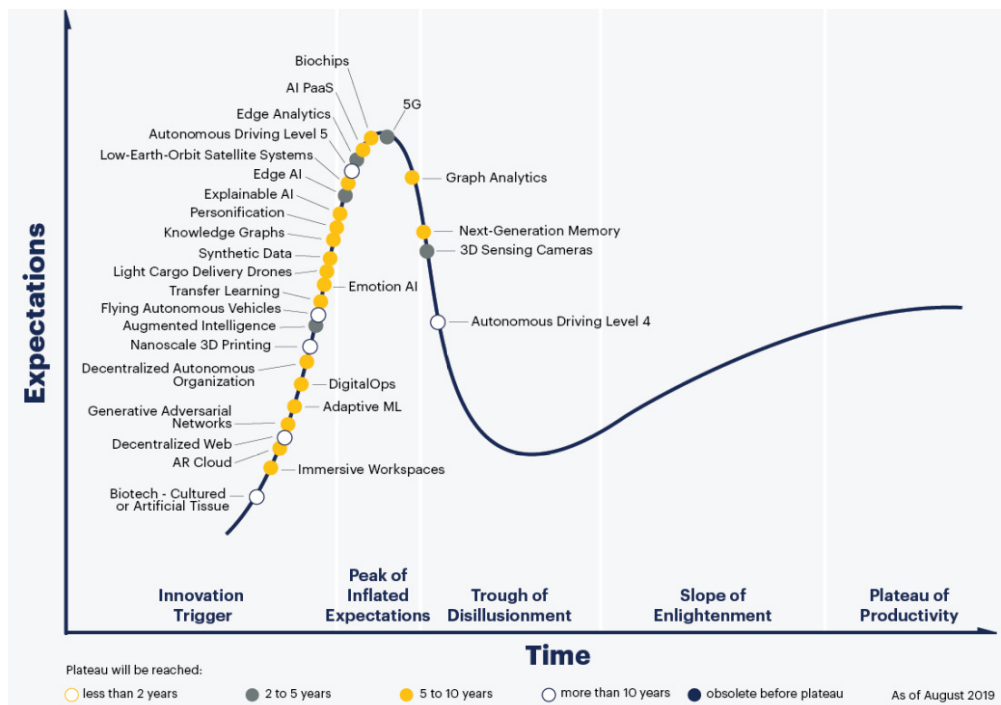 Expectations
Biochips
AI PaaS
5G
Edge Analytics
Autonomous Driving Level 5
Low-Earth-Orbit Satellite Systems
Graph Analytics
Edge AI
Explainable AI
Personification
Next-Generation Memory
Knowledge Graphs
3D Sensing Cameras
Synthetic Data
Light Cargo Delivery Drones
Emotion AI
Transfer Learning
Flying Autonomous Vehicles
Autonomous Driving Level 4
Augmented Intelligence
Nanoscale 3D Printing
Decentralized Autonomous
Organization
DigitalOps
Adaptive ML
Generative Adversarial
Networks
Decentralized Web
AR Cloud
Immersive Workspaces
Biotech - Cultured
or Artificial Tissue
Innovation
Trigger
Peak of
Inflated
Expectations
Trough of
Disillusionment
Slope of
Enlightenment
Plateau of
Productivity
Time
Plateau will be reached:
less than 2 years
2 to 5 years
5 to 10 years
more than 10 years
obsolete before plateau
As of August 2019